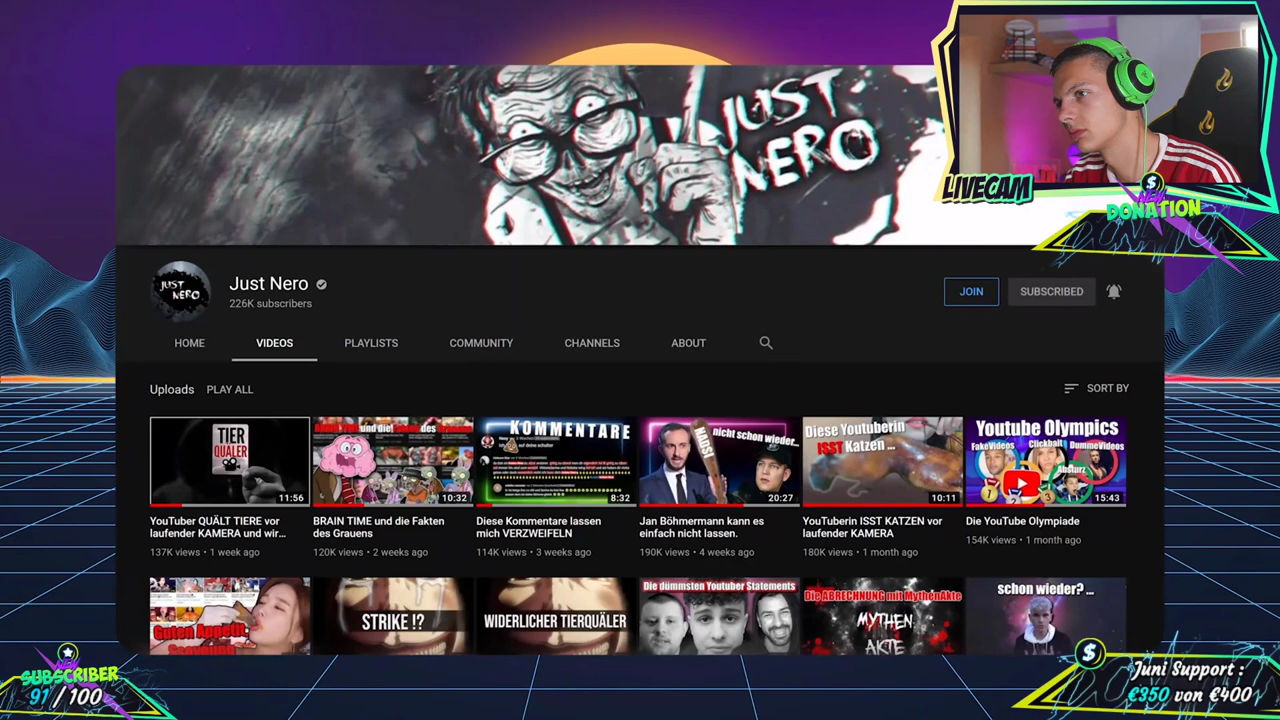 JUST
NERO
LIVECAM
NEW
DONATION
JUST
NERO
Just Nero
226K subscribers
JOIN
SUBSCRIBED
HOME
VIDEOS
PLAYLISTS
COMMUNITY
CHANNELS
ABOUT
Uploads
PLAY ALL
SORT BY
TIER
QUÄLER
11:56
10:32
KOMMENTARE
8:32
nicht schon wieder...
20:27
Diese Youtuberin
ISST Katzen ...
10:11
Youtube Olympics
FakeVideos
Clickbait
DummeVideos
Absturz
15:43
YouTuber QUÄLT TIERE vor
laufender KAMERA und wir...
137K views • 1 week ago
BRAIN TIME und die Fakten
des Grauens
120K views • 2 weeks ago
Diese Kommentare lassen
mich VERZWEIFELN
114K views • 3 weeks ago
Jan Böhmermann kann es
einfach nicht lassen.
190K views • 4 weeks ago
YouTuberin ISST KATZEN vor
laufender KAMERA
180K views • 1 month ago
Die YouTube Olympiade
154K views • 1 month ago
Guten Appetit
STRIKE !?
WIDERLICHER TIERQUÄLER
Die dümmsten Youtuber Statements
Die ABRECHNUNG mit MythenAkte
MYTHEN
AKTE
schon wieder? ...
NEW
SUBSCRIBER
91 / 100
Juni Support :
€350 von €400